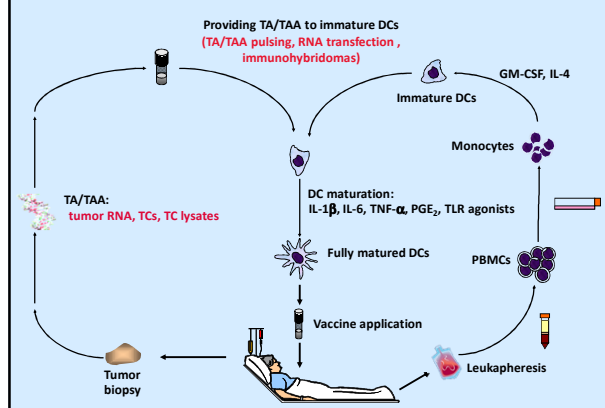 Providing TA/TAA to immature DCs
(TA/TAA pulsing, RNA transfection ,
immunohybridomas)
GM-CSF, IL-4
Immature DCs
Monocytes
TA/TAA:
tumor RNA, TCs, TC lysates
DC maturation:
IL-1β, IL-6, TNF-α, PGE₂, TLR agonists
Fully matured DCs
PBMCs
Vaccine application
Leukapheresis
Tumor
biopsy